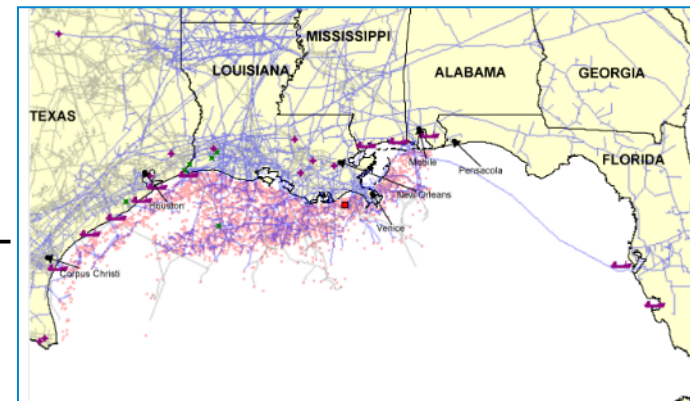 MISSISSIPPI
LOUISIANA
ALABAMA
GEORGIA
TEXAS
FLORIDA
Mobile
Pensacola
New Orleans
Houston
Venice
Corpus Christi